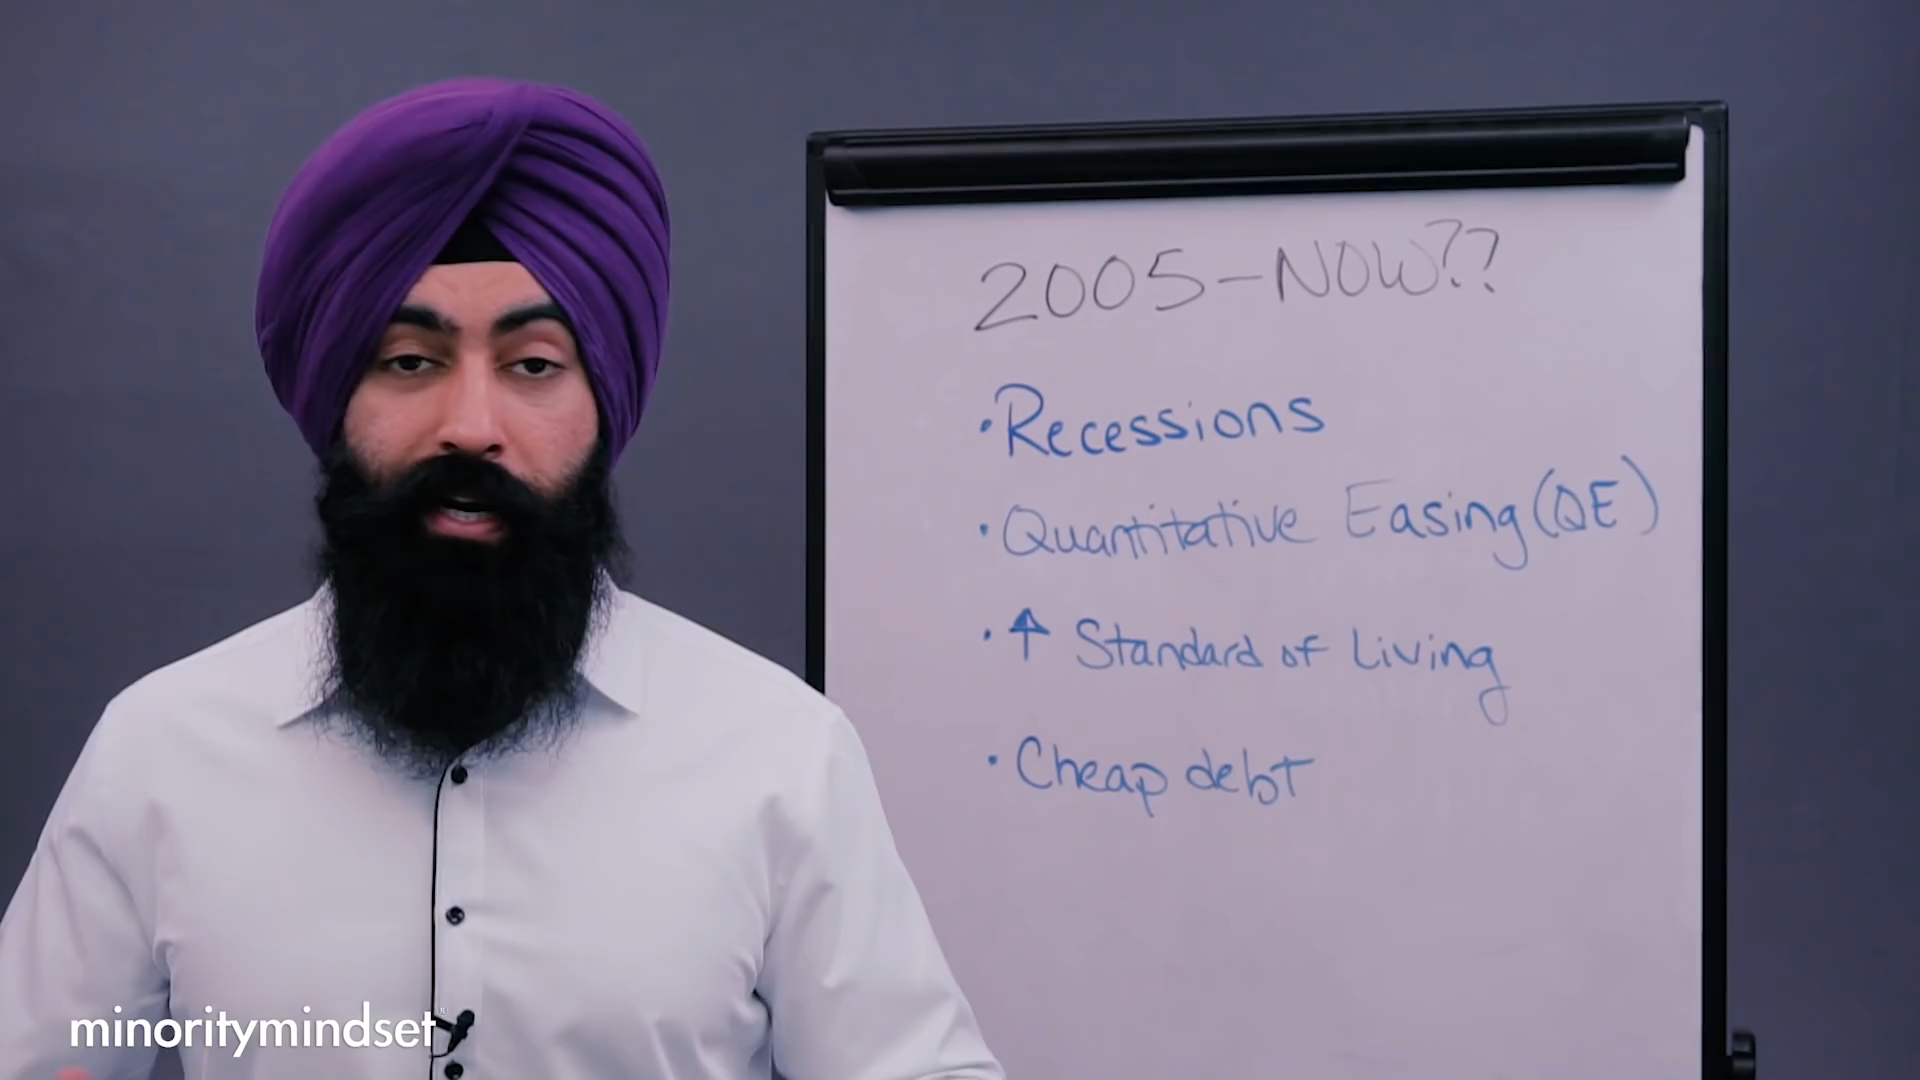 2005-NOW??
• Recessions
• Quantitative Easing (QE)
• ↑ Standard of Living
• Cheap debt
minoritymindset